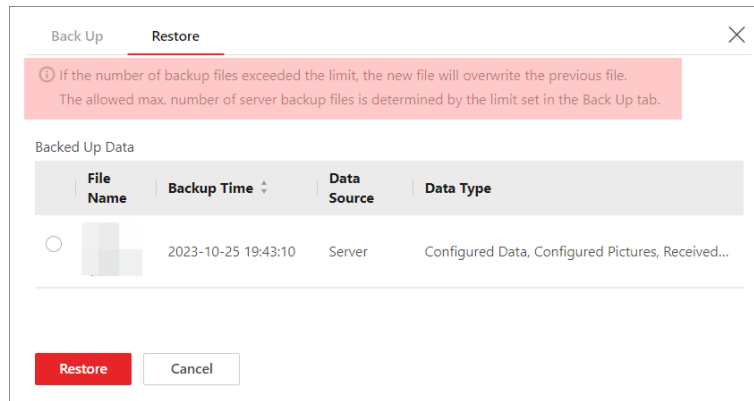 Back Up Restore
If the number of backup files exceeded the limit, the new file will overwrite the previous file.
The allowed max. number of server backup files is determined by the limit set in the Back Up tab.
Backed Up Data
File Name Backup Time Data Source Data Type
2023-10-25 19:43:10 Server Configured Data, Configured Pictures, Received...
Restore Cancel